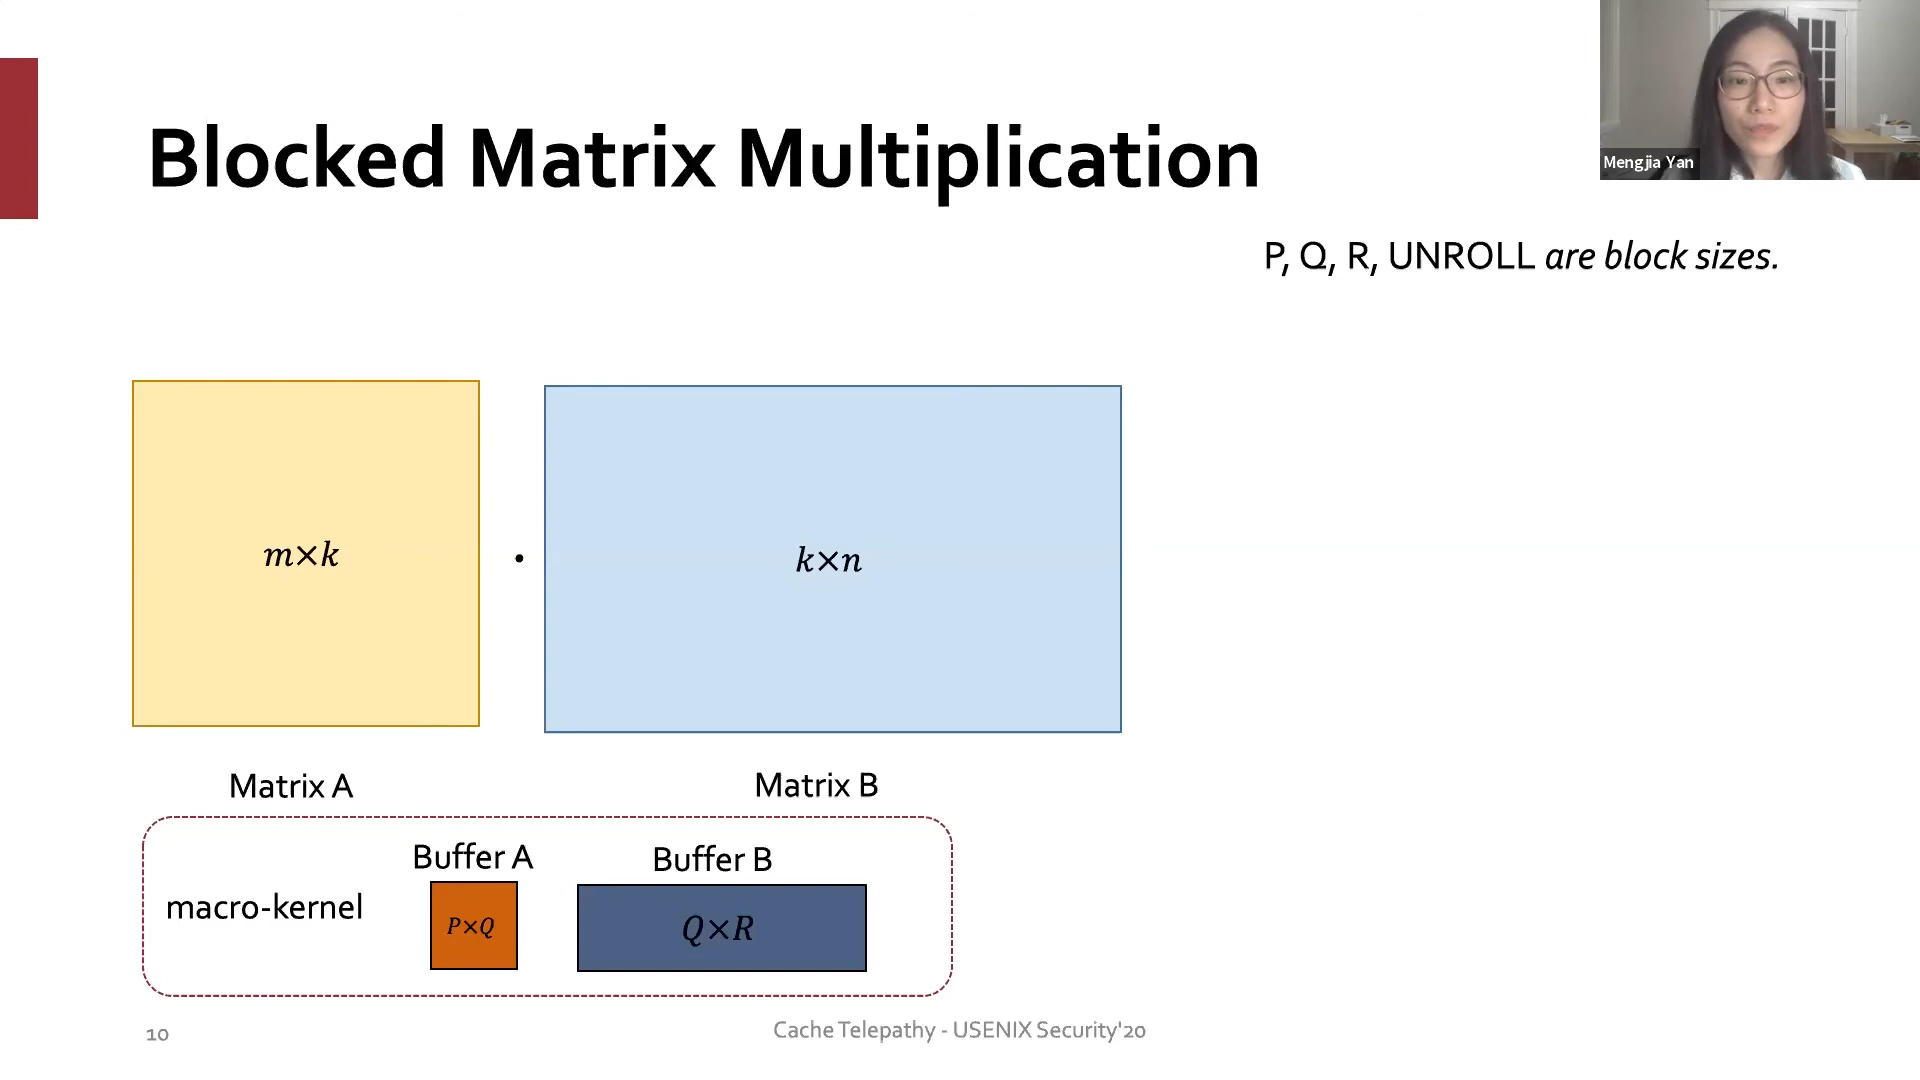 Blocked Matrix Multiplication
Mengjia Yan
P, Q, R, UNROLL are block sizes.
m×k
·
k×n
Matrix A
Matrix B
Buffer A
Buffer B
macro-kernel
P×Q
Q×R
10
Cache Telepathy - USENIX Security'20